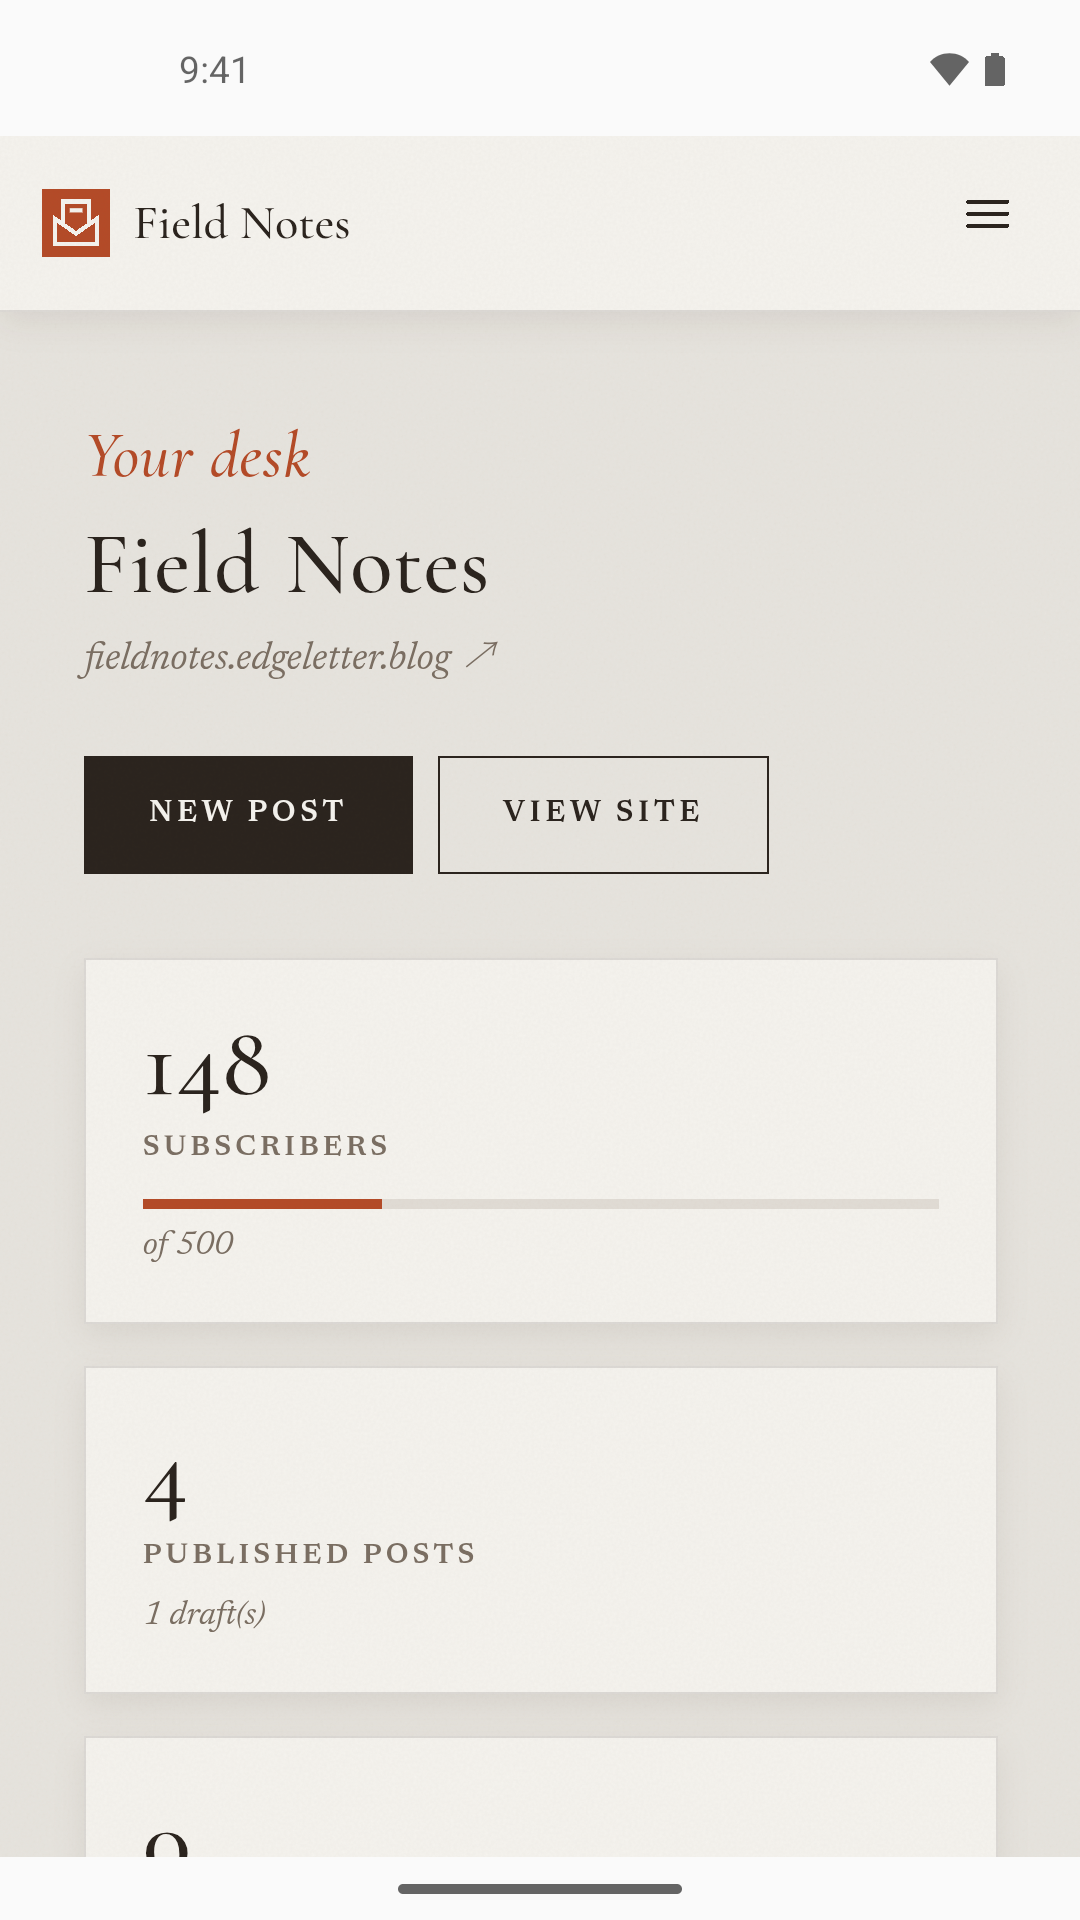 9:41
Field Notes
Your desk
Field Notes
fieldnotes.edgeletter.blog ↗
NEW POST
VIEW SITE
148
SUBSCRIBERS
of 500
4
PUBLISHED POSTS
1 draft(s)